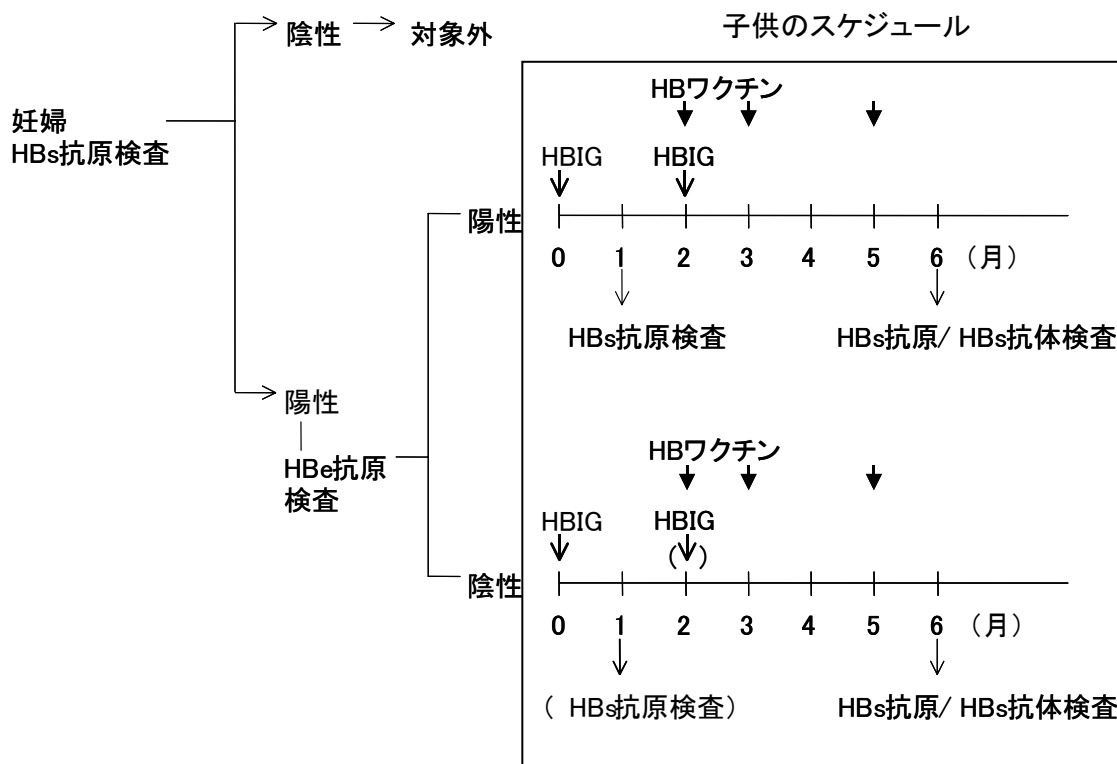 子供のスケジュール
陰性
対象外
妊婦
HBs抗原検査
HBワクチン
HBIG
HBIG
陽性
0 1 2 3 4 5 6 (月)
HBs抗原検査
HBs抗原/ HBs抗体検査
陽性
HBe抗原
検査
HBワクチン
HBIG
HBIG
( )
陰性
0 1 2 3 4 5 6 (月)
( HBs抗原検査)
HBs抗原/ HBs抗体検査